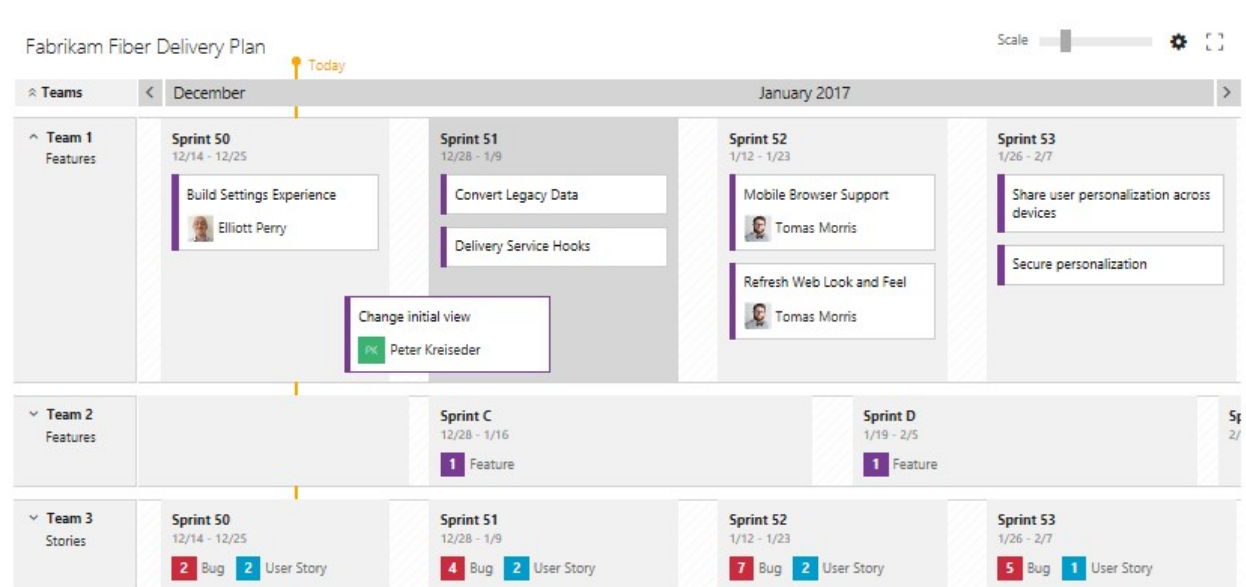 Fabrikam Fiber Delivery Plan
Scale
Today
Teams
December
January 2017
Team 1
Features
Sprint 50
12/14 - 12/25
Build Settings Experience
Elliott Perry
Sprint 51
12/28 - 1/9
Convert Legacy Data
Delivery Service Hooks
Change initial view
PK Peter Kreiseder
Sprint 52
1/12 - 1/23
Mobile Browser Support
Tomas Morris
Refresh Web Look and Feel
Tomas Morris
Sprint 53
1/26 - 2/7
Share user personalization across
devices
Secure personalization
Team 2
Features
Sprint C
12/28 - 1/16
1 Feature
Sprint D
1/19 - 2/5
1 Feature
Sp
2/
Team 3
Stories
Sprint 50
12/14 - 12/25
2 Bug 2 User Story
Sprint 51
12/28 - 1/9
4 Bug 2 User Story
Sprint 52
1/12 - 1/23
7 Bug 2 User Story
Sprint 53
1/26 - 2/7
5 Bug 1 User Story